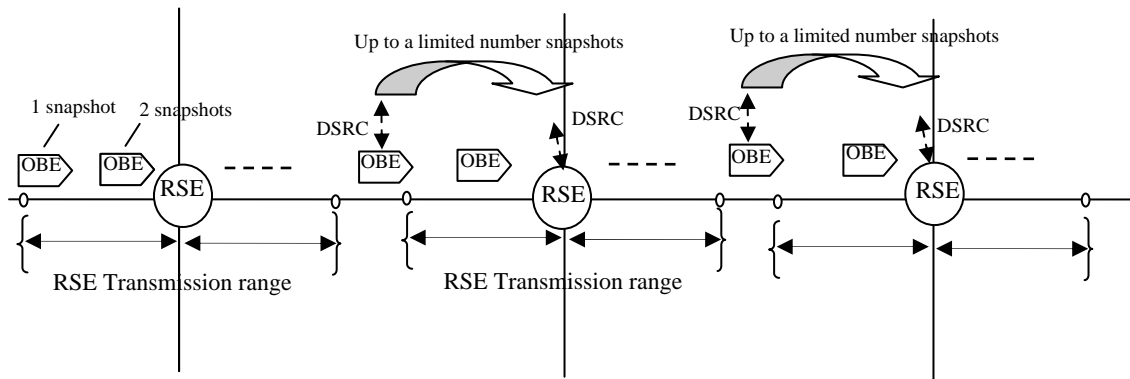 Up to a limited number snapshots
Up to a limited number snapshots
1 snapshot
2 snapshots
DSRC
DSRC
DSRC
DSRC
OBE
OBE
OBE
OBE
OBE
OBE
RSE
RSE
RSE
RSE Transmission range
RSE Transmission range